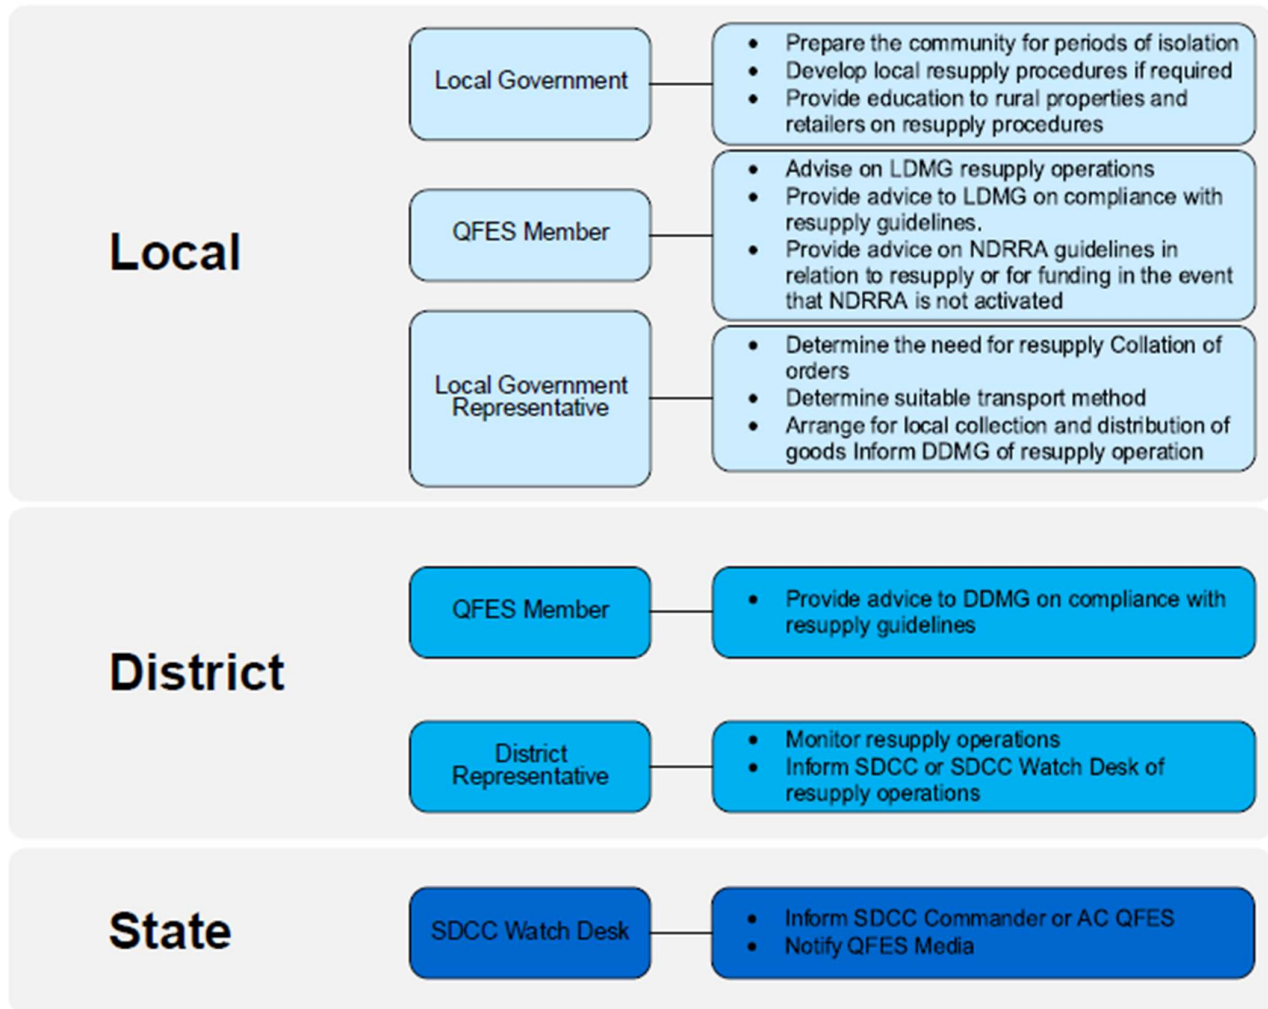 Local
Local Government
• Prepare the community for periods of isolation
• Develop local resupply procedures if required
• Provide education to rural properties and
retailers on resupply procedures
QFES Member
• Advise on LDMG resupply operations
• Provide advice to LDMG on compliance with
resupply guidelines.
• Provide advice on NDRRA guidelines in
relation to resupply or for funding in the event
that NDRRA is not activated
Local Government
Representative
• Determine the need for resupply Collation of
orders
• Determine suitable transport method
• Arrange for local collection and distribution of
goods Inform DDMG of resupply operation
District
QFES Member
• Provide advice to DDMG on compliance with
resupply guidelines
District
Representative
• Monitor resupply operations
• Inform SDCC or SDCC Watch Desk of
resupply operations
State
SDCC Watch Desk
• Inform SDCC Commander or AC QFES
• Notify QFES Media